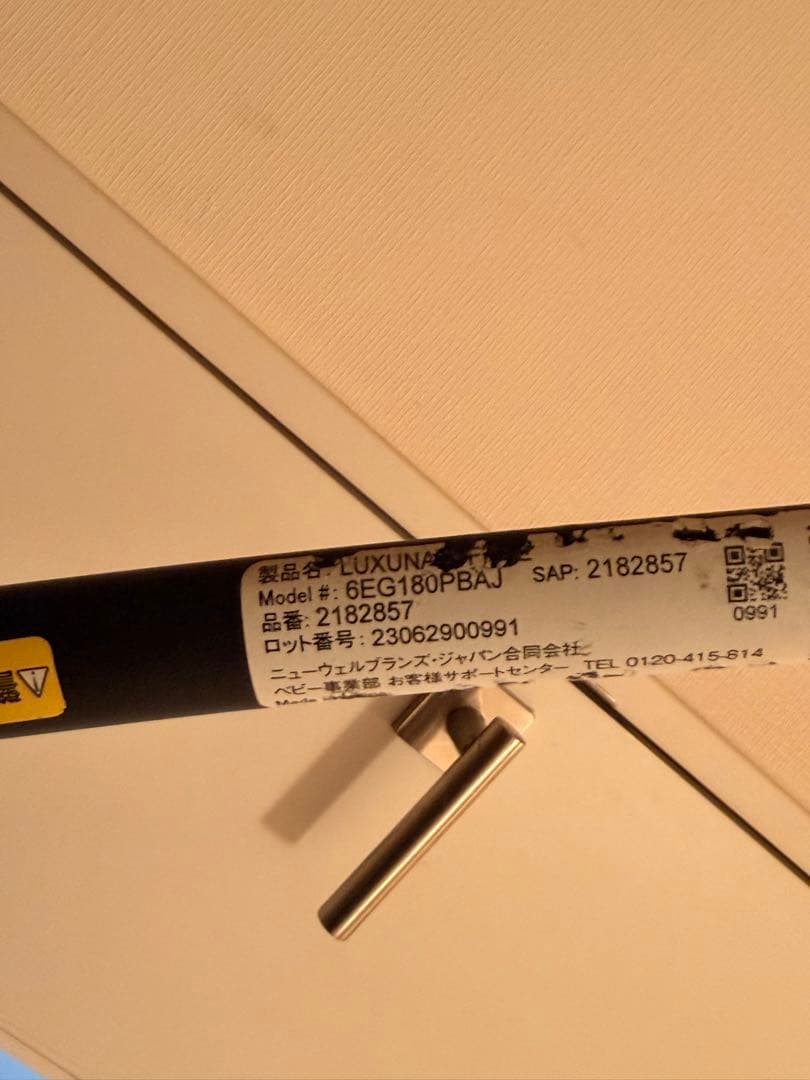 製品名: LUXUNA
Model #: 6EG180PBAJ SAP: 2182857
品番: 2182857
ロット番号: 23062900991
ニューウェルブランズ・ジャパン合同会社
ベビー事業部 お客様サポートセンター TEL 0120-415-814
Made
0991